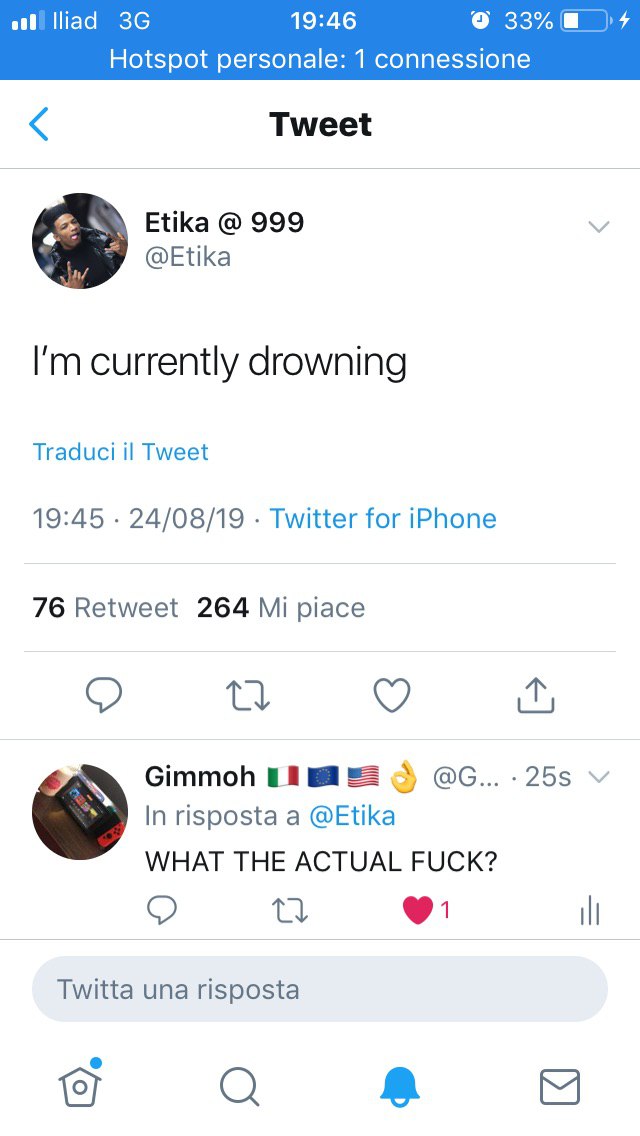 Iliad 3G 19:46 33%
Hotspot personale: 1 connessione
Tweet
Etika @ 999
@Etika
I'm currently drowning
Traduci il Tweet
19:45 · 24/08/19 · Twitter for iPhone
76 Retweet 264 Mi piace
Gimmoh 🇮🇹 🇪🇺 🇺🇸 👌 @G... · 25s
In risposta a @Etika
WHAT THE ACTUAL FUCK?
1
Twitta una risposta